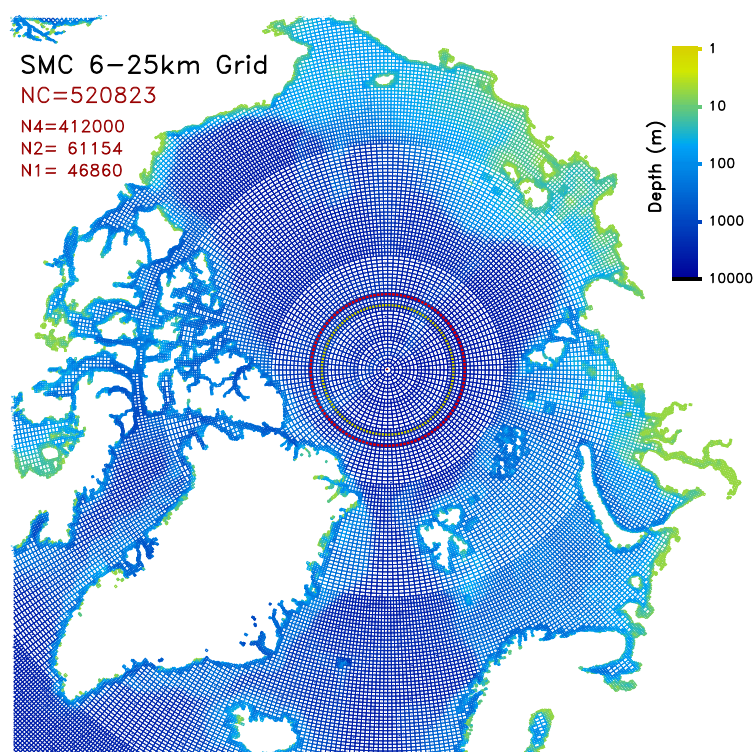 SMC 6-25km Grid
NC=520823
N4=412000
N2= 61154
N1= 46860
Depth (m)
1
10
100
1000
10000